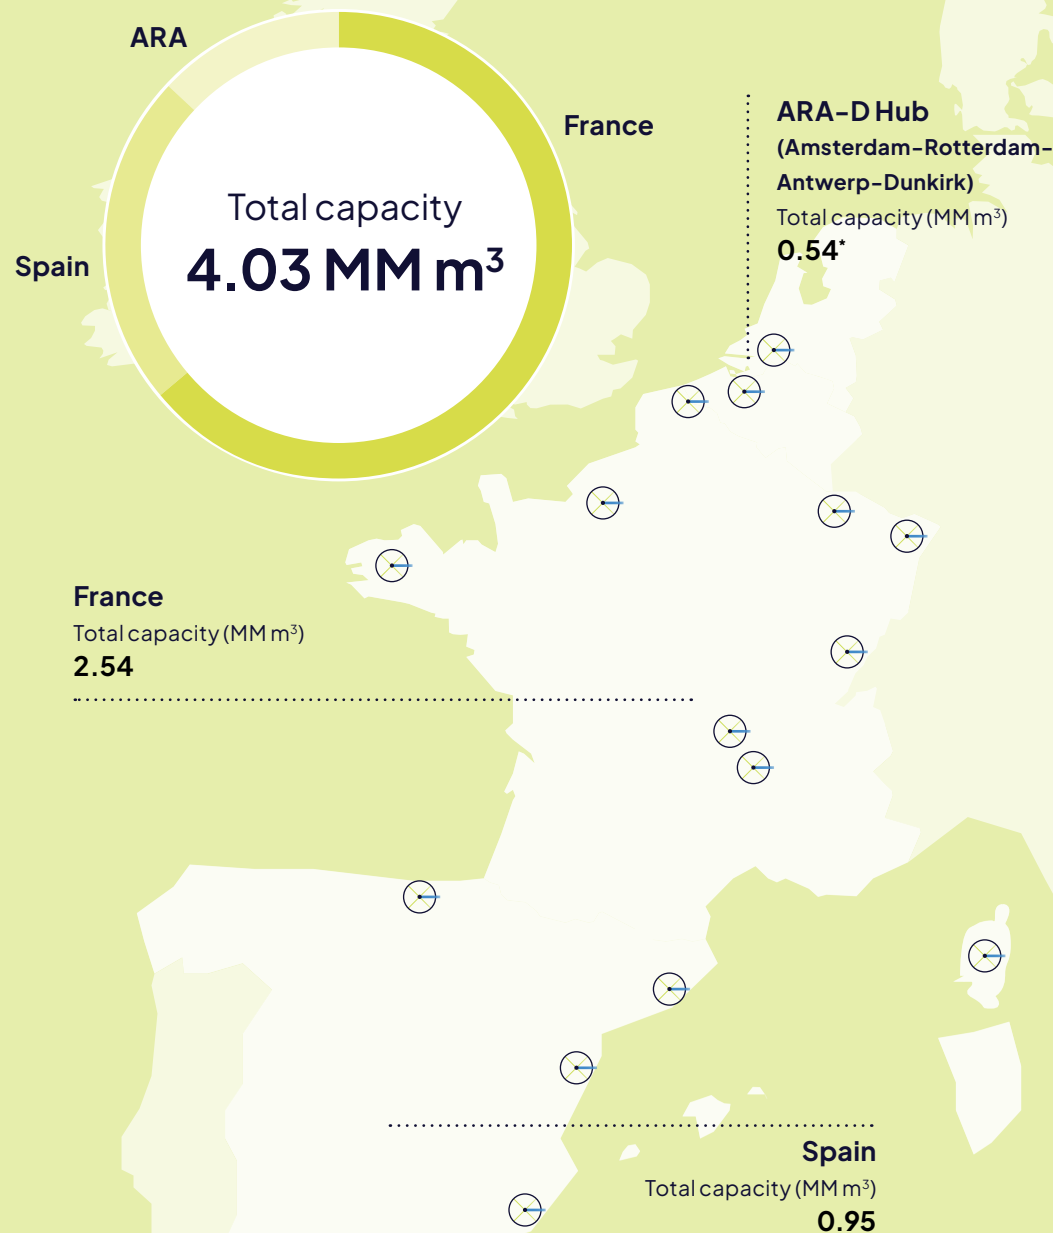 ARA
France
Spain
Total capacity
4.03 MM m³
ARA-D Hub
(Amsterdam-Rotterdam-
Antwerp-Dunkirk)
Total capacity (MM m³)
0.54*
France
Total capacity (MM m³)
2.54
Spain
Total capacity (MM m³)
0.95